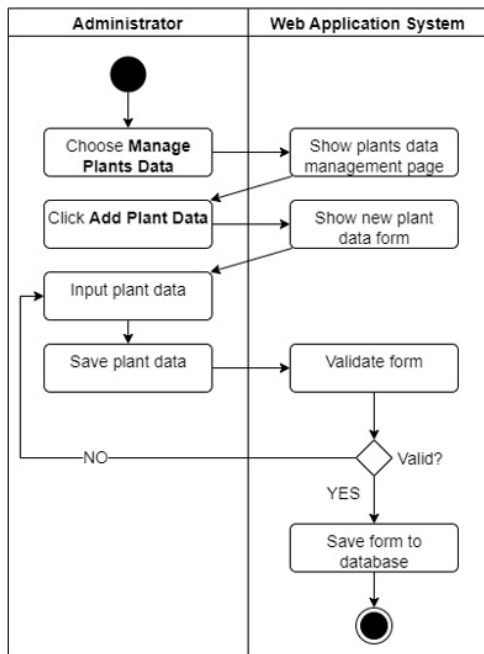 Administrator
Web Application System
Choose Manage
Plants Data
Show plants data
management page
Click Add Plant Data
Show new plant
data form
Input plant data
Save plant data
Validate form
NO
Valid?
YES
Save form to
database